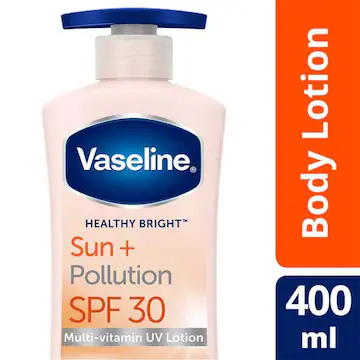 Vaseline®
HEALTHY BRIGHT™
Sun +
Pollution
SPF 30
Multi-vitamin UV Lotion
Body Lotion
400
ml